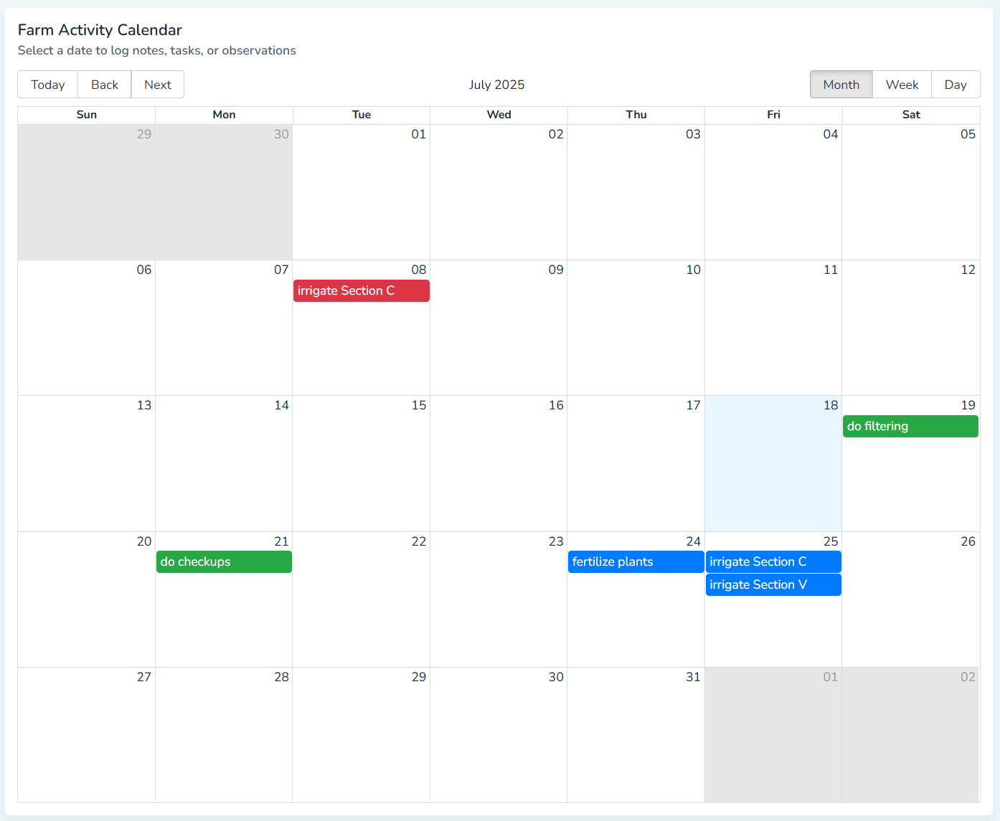 Farm Activity Calendar
Select a date to log notes, tasks, or observations
Today Back Next July 2025 Month Week Day
Sun Mon Tue Wed Thu Fri Sat
29 30 01 02 03 04 05
06 07 08 09 10 11 12
irrigate Section C
13 14 15 16 17 18 19
do filtering
20 21 22 23 24 25 26
do checkups fertilize plants irrigate Section C
irrigate Section V
27 28 29 30 31 01 02